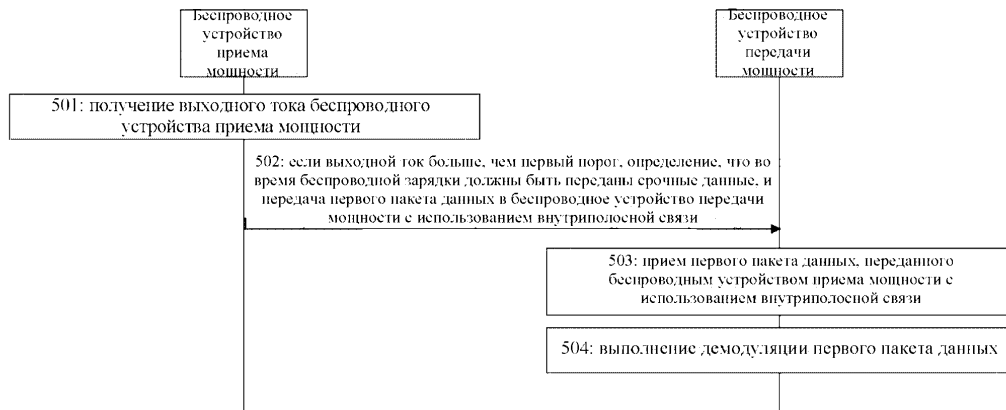 Беспроводное
устройство
приема
мощности
Беспроводное
устройство
передачи
мощности
501: получение выходного тока беспроводного
устройства приема мощности
502: если выходной ток больше, чем первый порог, определение, что во
время беспроводной зарядки должны быть переданы срочные данные, и
передача первого пакета данных в беспроводное устройство передачи
мощности с использованием внутриполосной связи
503: прием первого пакета данных, переданного
беспроводным устройством приема мощности с
использованием внутриполосной связи
504: выполнение демодуляции первого пакета данных